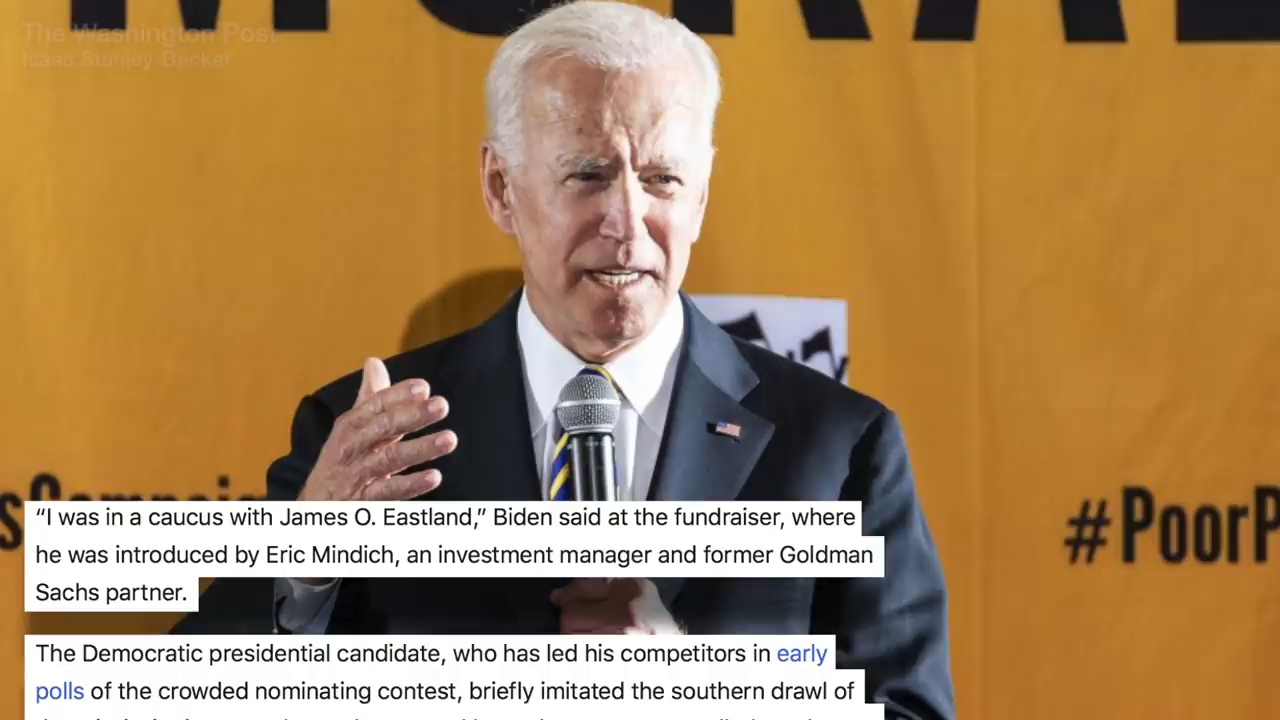 The Washington Post
Isaac Stanley-Becker
#PoorP
“I was in a caucus with James O. Eastland,” Biden said at the fundraiser, where
he was introduced by Eric Mindich, an investment manager and former Goldman
Sachs partner.
The Democratic presidential candidate, who has led his competitors in early
polls of the crowded nominating contest, briefly imitated the southern drawl of